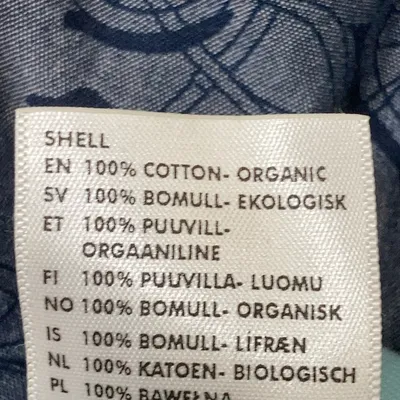 SHELL
EN 100% COTTON- ORGANIC
SV 100% BOMULL- EKOLOGISK
ET 100% PUUVILL-
ORGAANILINE
FI 100% PUUVILLA- LUOMU
NO 100% BOMULL- ORGANISK
IS 100% BOMULL- LÍFRÆN
NL 100% KATOEN- BIOLOGISCH
PL 100% BAWEŁNA